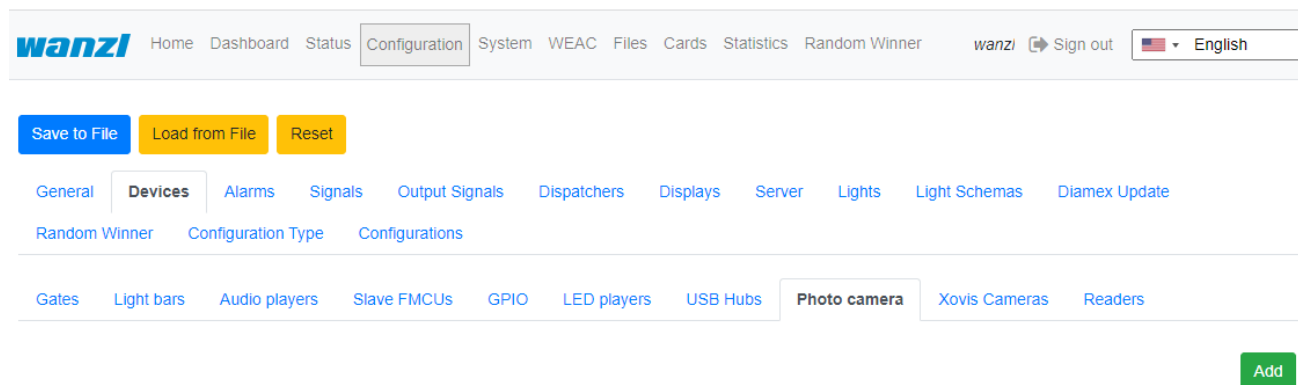 wanzl Home Dashboard Status Configuration System WEAC Files Cards Statistics Random Winner wanzl Sign out English
Save to File Load from File Reset
General Devices Alarms Signals Output Signals Dispatchers Displays Server Lights Light Schemas Diamex Update
Random Winner Configuration Type Configurations
Gates Light bars Audio players Slave FMCUs GPIO LED players USB Hubs Photo camera Xovis Cameras Readers
Add